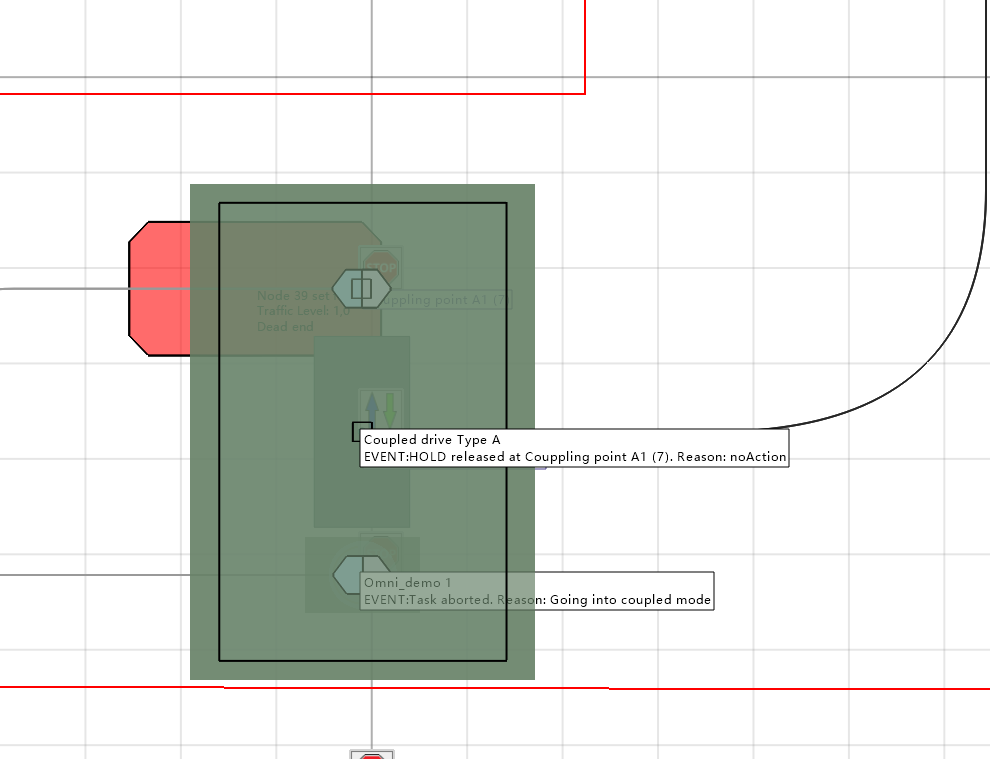 STOP
Couppling point A1 (7)
Node 39 set
Traffic Level: 1,0
Dead end
Coupled drive Type A
EVENT:HOLD released at Couppling point A1 (7). Reason: noAction
Omni_demo 1
EVENT:Task aborted. Reason: Going into coupled mode